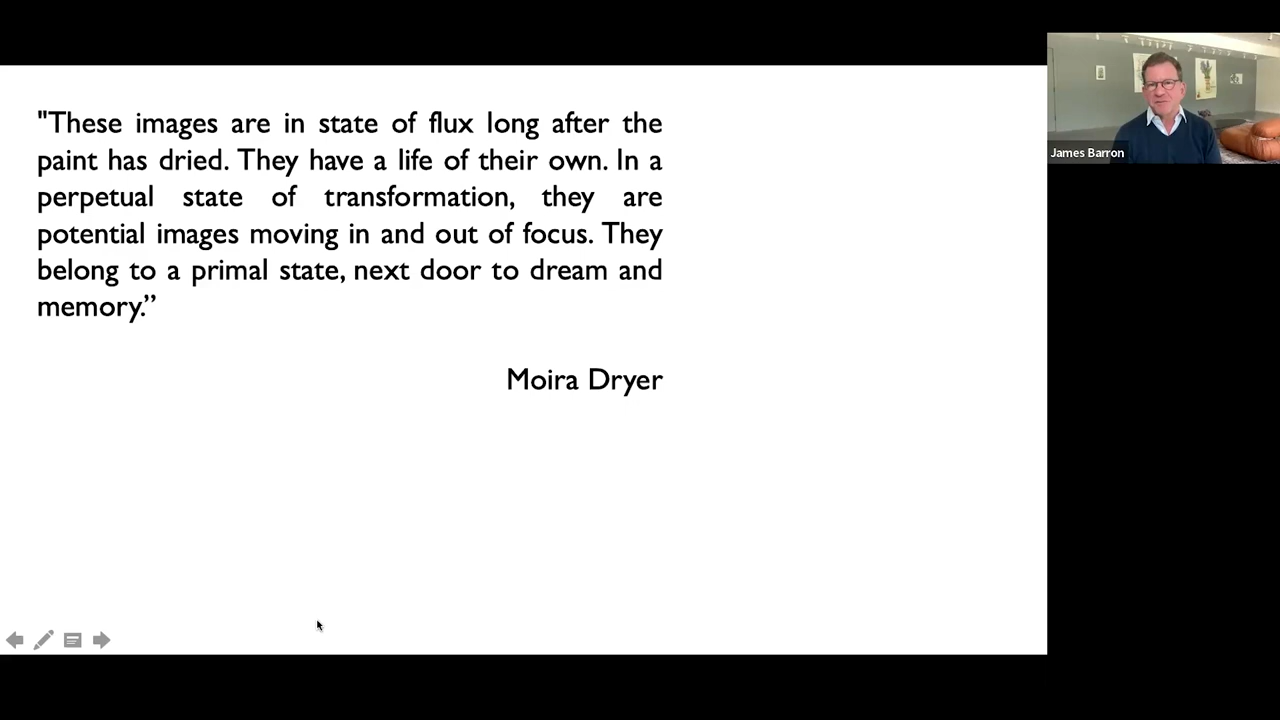 "These images are in state of flux long after the
paint has dried. They have a life of their own. In a
perpetual state of transformation, they are
potential images moving in and out of focus. They
belong to a primal state, next door to dream and
memory.”
Moira Dryer
James Barron